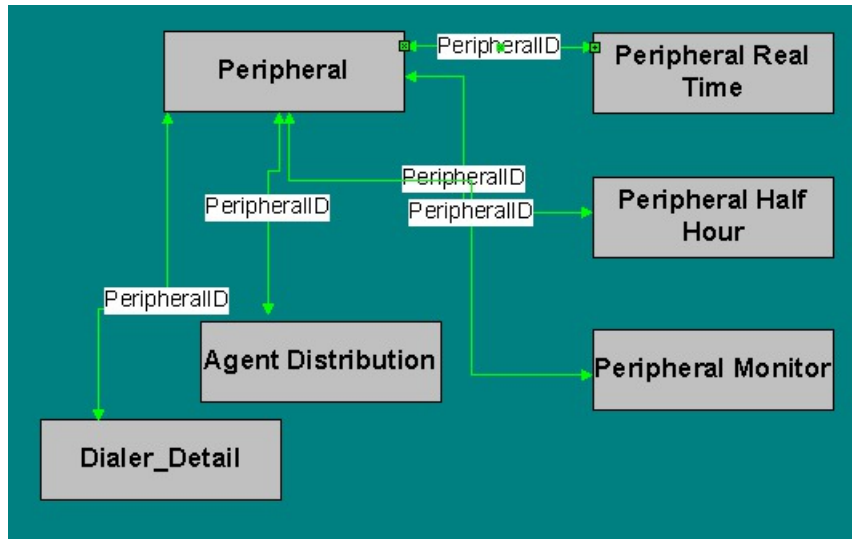 Peripheral
PeripheralID
Peripheral Real
Time
PeripheralID
PeripheralID
PeripheralID
Peripheral Half
Hour
PeripheralID
Agent Distribution
Peripheral Monitor
Dialer_Detail